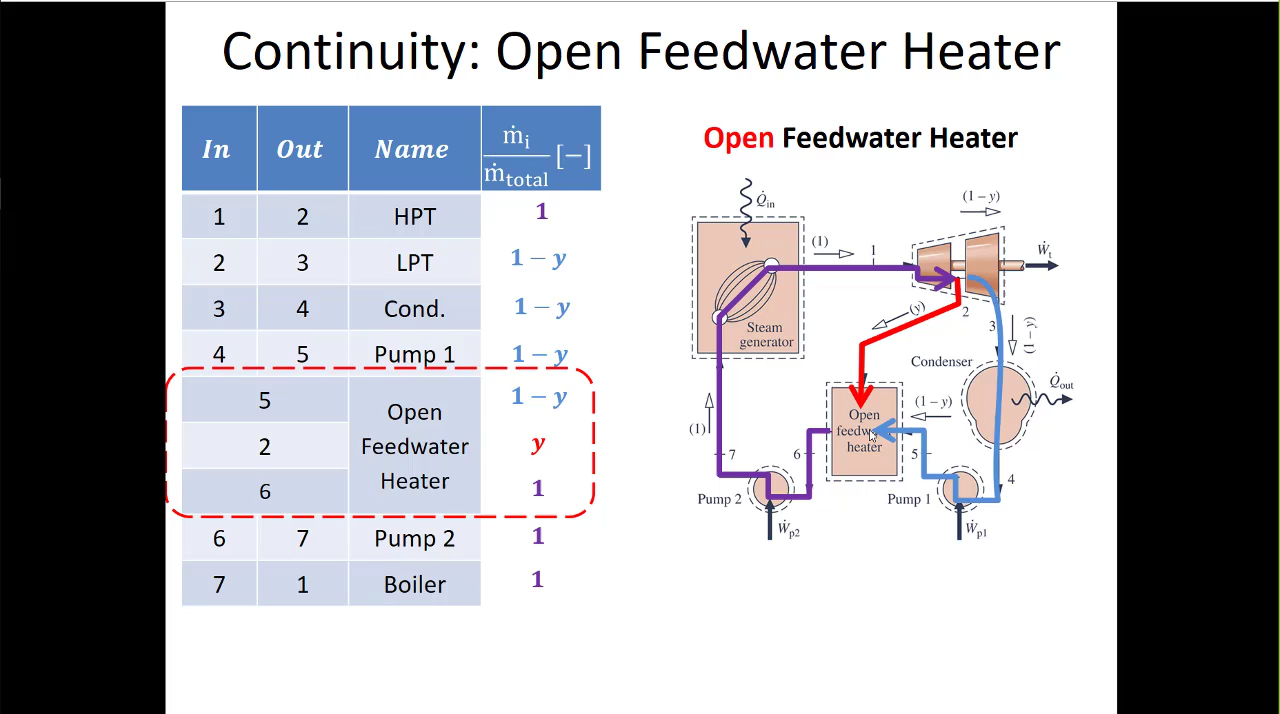 Continuity: Open Feedwater Heater
In Out Name ṁi/ṁtotal [−]
1 2 HPT 1
2 3 LPT 1 − y
3 4 Cond. 1 − y
4 5 Pump 1 1 − y
5 1 − y
2 y
6 1
Open
Feedwater
Heater
6 7 Pump 2 1
7 1 Boiler 1
Open Feedwater Heater
Q̇in
(1 − y)
(1)
1
Ẇt
Steam
generator
(y)
2
3
(1 − y)
Condenser
Q̇out
Open
feedwater
heater
(1 − y)
(1)
7
6
5
4
Pump 2
Pump 1
Ẇp2
Ẇp1